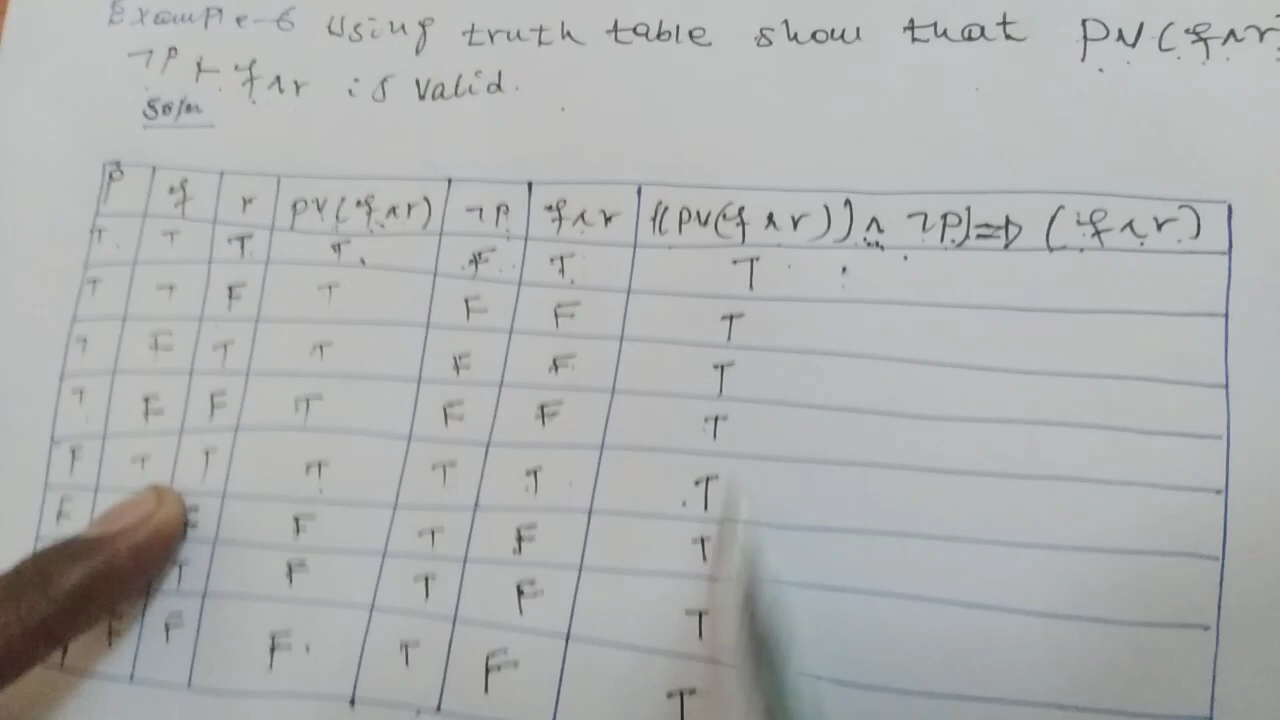 Example-6 Using truth table show that p∨(q∧r
¬p ⊢ q∧r is valid.
Soln
p q r p∨(q∧r) ¬p q∧r [(p∨(q∧r))∧ ¬p]⇒(q∧r)
T T T T F T T
T T F T F F T
T F T T F F T
T F F T F F T
F T T T T T T
F F F T F T
T F T F T
F F F T F T